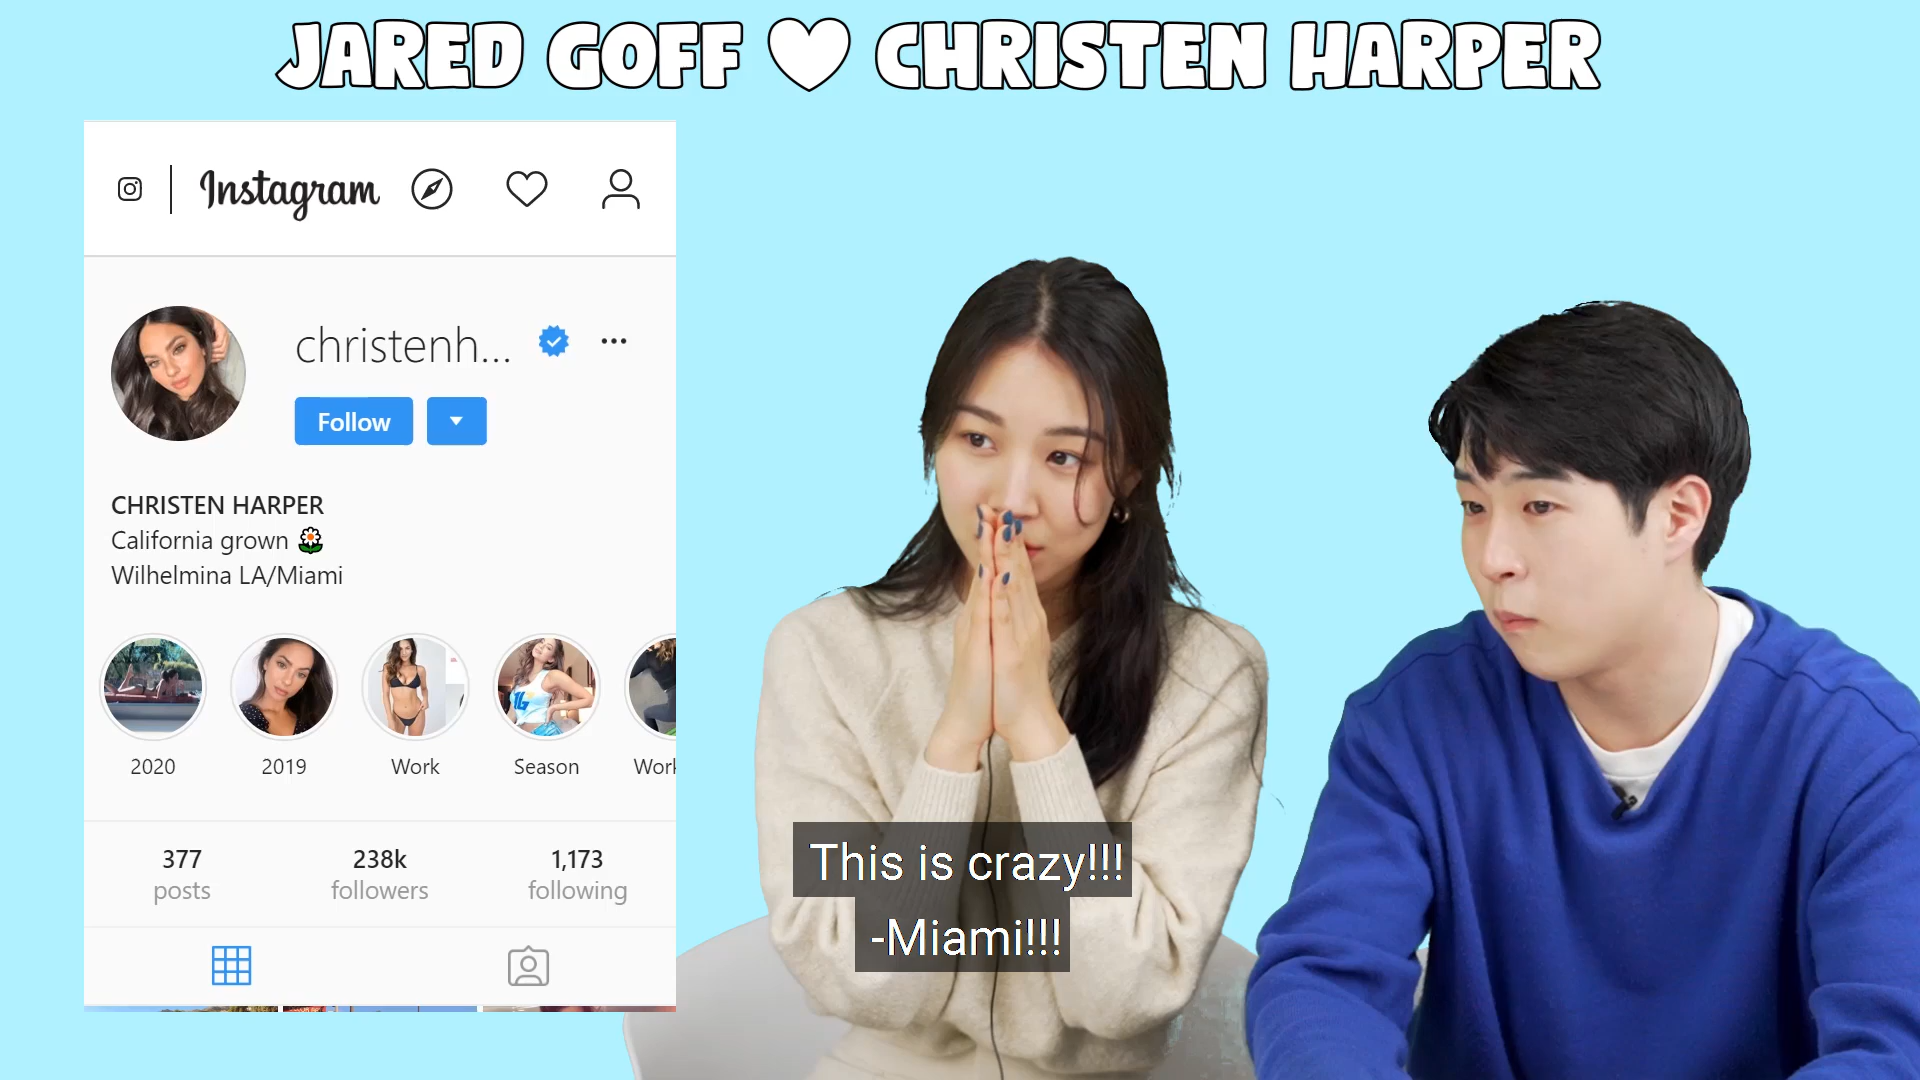 JARED GOFF ♥ CHRISTEN HARPER
Instagram
christenh...
Follow
CHRISTEN HARPER
California grown 🌼
Wilhelmina LA/Miami
2020 2019 Work Season Work
377 238k 1,173
posts followers following
This is crazy!!!
-Miami!!!